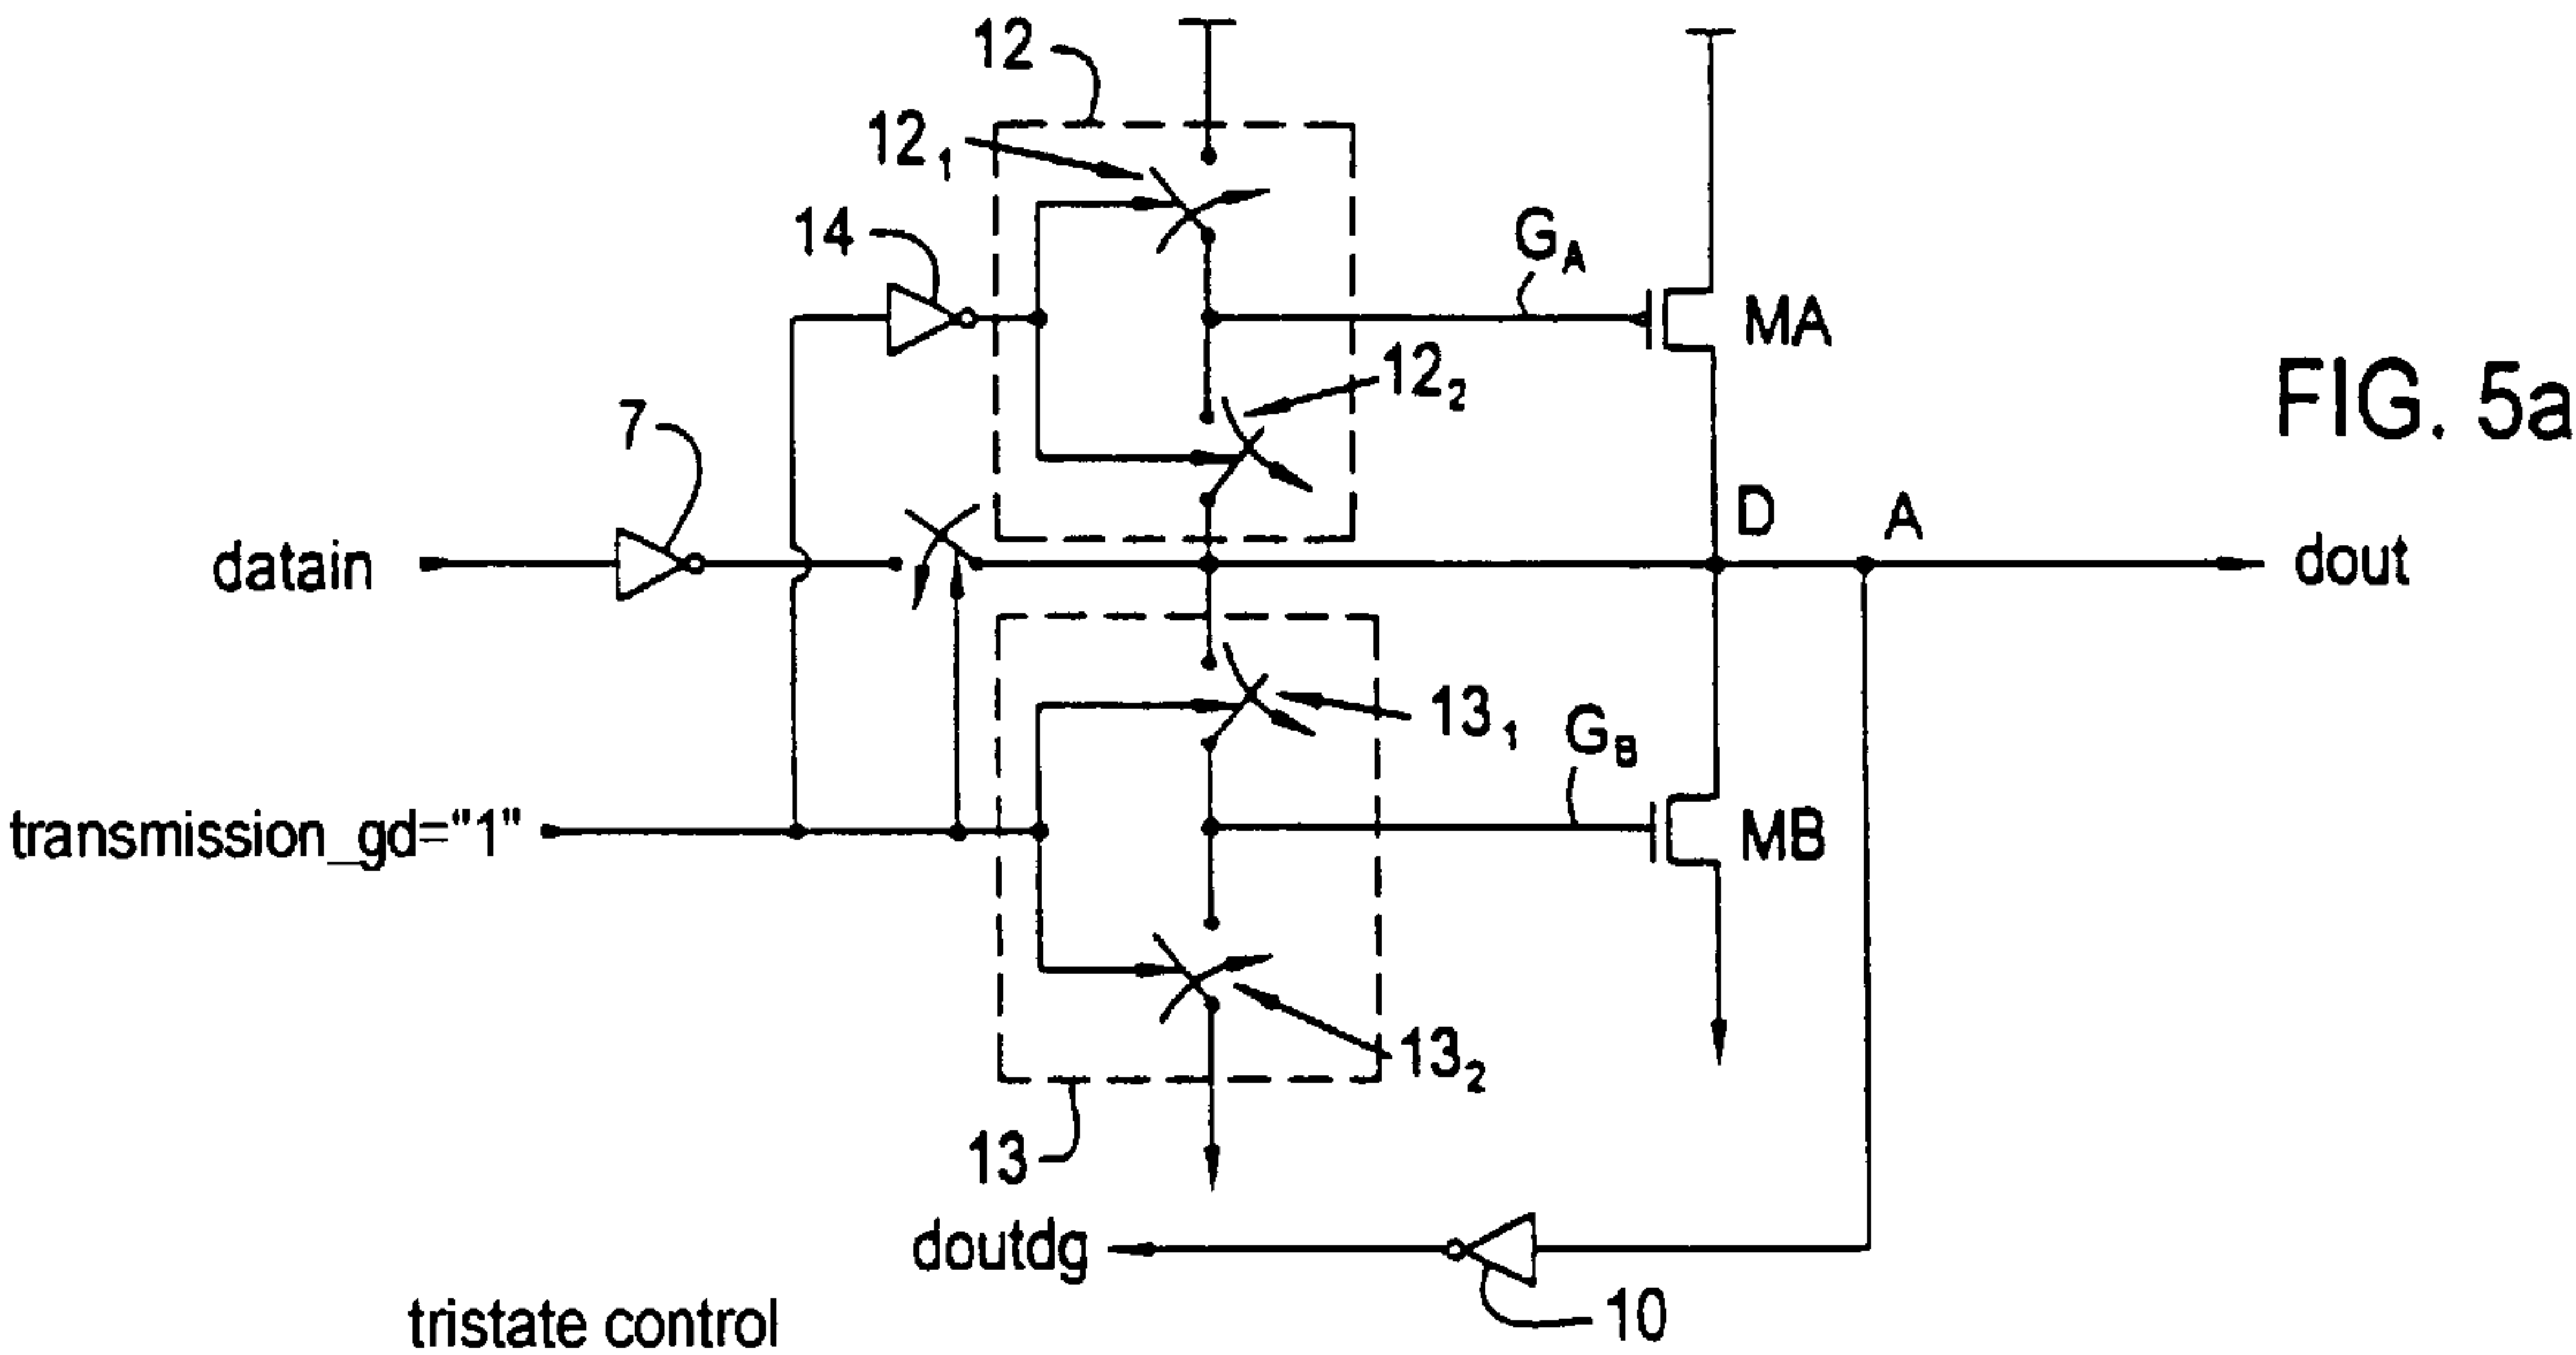 12
12₁
14
G_A
MA
12₂
FIG. 5a
7
D
A
datain
dout
13₁
G_B
transmission_gd="1"
MB
13₂
13
doutdg
10
tristate control